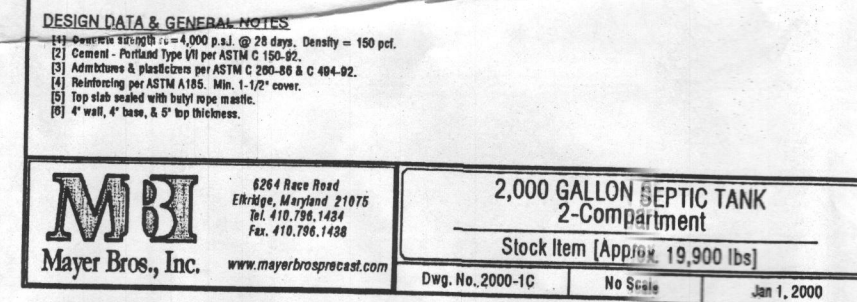 DESIGN DATA & GENERAL NOTES
[1] Concrete strength fc=4,000 p.s.i. @ 28 days. Density = 150 pcf.
[2] Cement - Portland Type I/II per ASTM C 150-92.
[3] Admixtures & plasticizers per ASTM C 260-86 & C 494-92.
[4] Reinforcing per ASTM A185. Min. 1-1/2" cover.
[5] Top slab sealed with butyl rope mastic.
[6] 4" wall, 4" base, & 5" top thickness.
MBI
Mayer Bros., Inc.
6264 Race Road
Elkridge, Maryland 21075
Tel. 410.796.1434
Fax. 410.796.1438
www.mayerbrosprecast.com
2,000 GALLON SEPTIC TANK
2-Compartment
Stock Item [Approx. 19,900 lbs]
Dwg. No. 2000-1C
No Scale
Jan 1, 2000